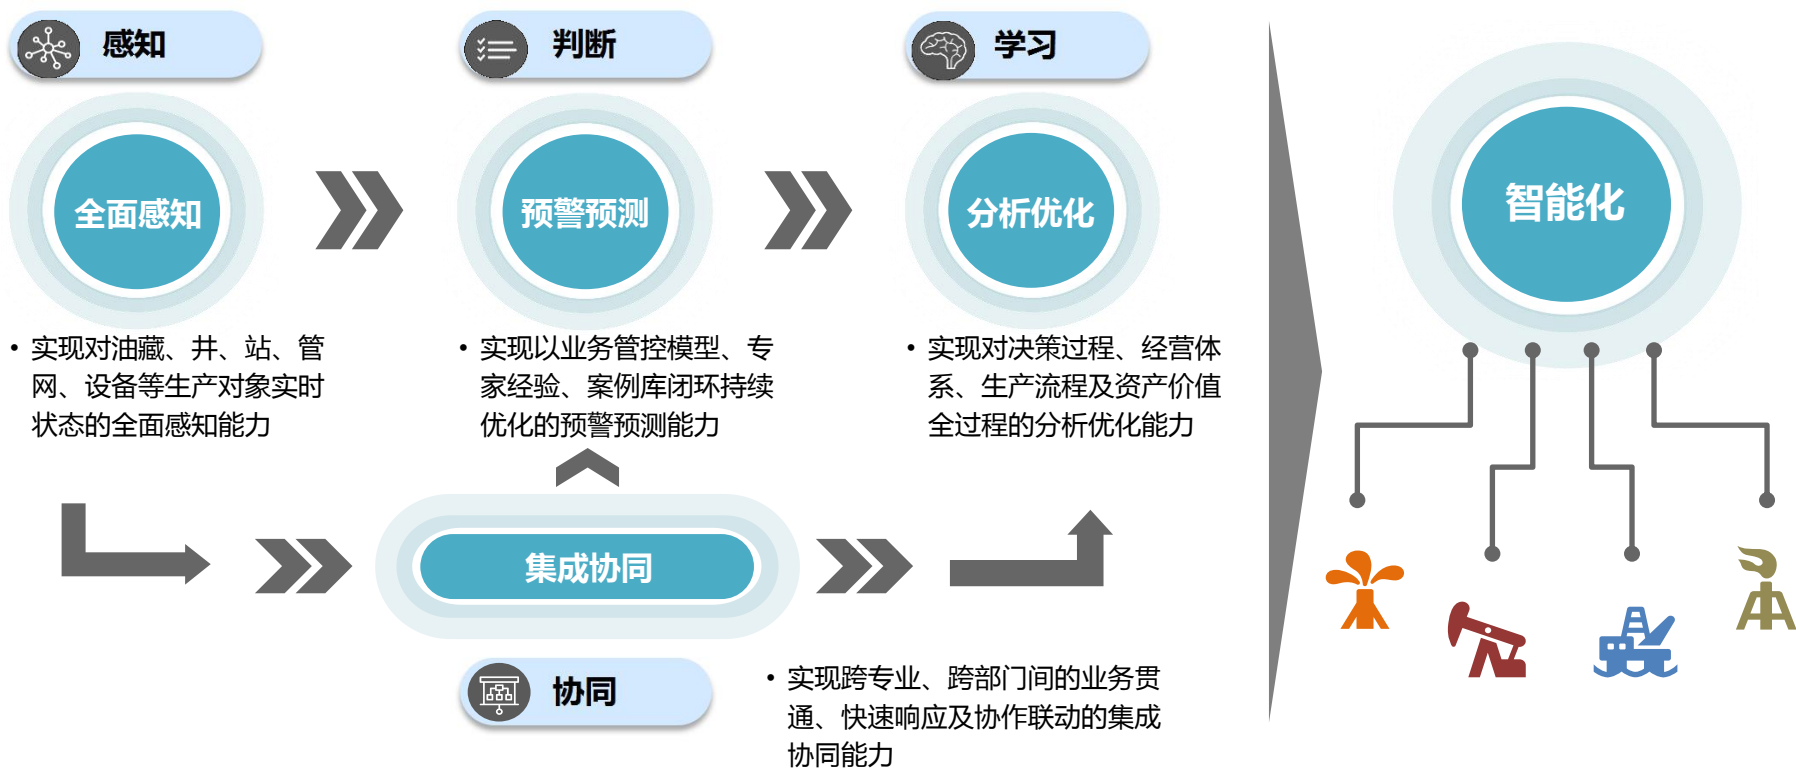 感知
判断
学习
全面感知
预警预测
分析优化
智能化
• 实现对油藏、井、站、管
网、设备等生产对象实时
状态的全面感知能力
• 实现以业务管控模型、专
家经验、案例库闭环持续
优化的预警预测能力
• 实现对决策过程、经营体
系、生产流程及资产价值
全过程的分析优化能力
集成协同
协同
• 实现跨专业、跨部门间的业务贯
通、快速响应及协作联动的集成
协同能力